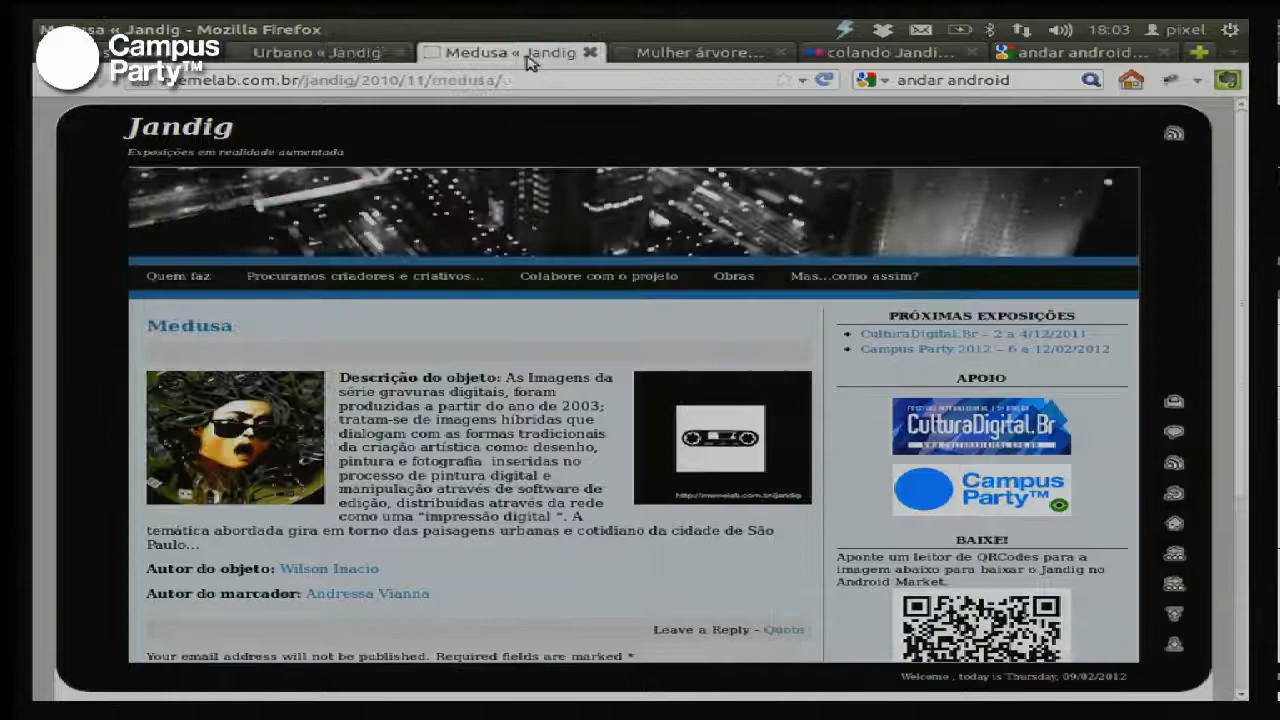 Jandig - Mozilla Firefox
18:03
pixel
Campus
Party™
Urbano « Jandig
Medusa « Jandig
Mulher árvore...
colando Jandi...
andar android...
memelab.com.br/jandig/2010/11/medusa/
andar android
Jandig
Exposições em realidade aumentada
Quem faz
Procuramos criadores e criativos...
Colabore com o projeto
Obras
Mas...como assim?
Medusa
Descrição do objeto: As Imagens da
série gravuras digitais, foram
produzidas a partir do ano de 2003;
tratam-se de imagens híbridas que
dialogam com as formas tradicionais
da criação artística como: desenho,
pintura e fotografia inseridas no
processo de pintura digital e
manipulação através de software de
edição, distribuídas através da rede
como uma "impressão digital ". A
temática abordada gira em torno das paisagens urbanas e cotidiano da cidade de São
Paulo...
http://memelab.com.br/jandig
Autor do objeto: Wilson Inacio
Autor do marcador: Andressa Vianna
Leave a Reply - Quote
Your email address will not be published. Required fields are marked *
PRÓXIMAS EXPOSIÇÕES
CulturaDigital.Br – 2 a 4/12/2011
Campus Party 2012 – 6 a 12/02/2012
APOIO
CulturaDigital.Br
Campus
Party™
BAIXE!
Aponte um leitor de QRCodes para a
imagem abaixo para baixar o Jandig no
Android Market.
Welcome , today is Thursday, 09/02/2012